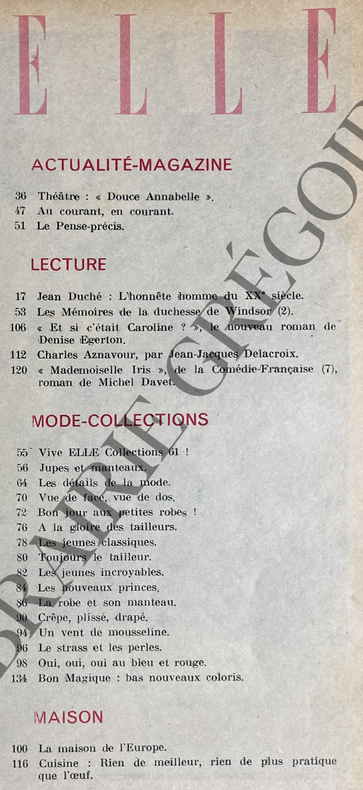 ELLE
ACTUALITÉ-MAGAZINE
36 Théâtre : « Douce Annabelle ».
47 Au courant, en courant.
51 Le Pense-précis.
LECTURE
17 Jean Duché : L'honnête homme du XXe siècle.
53 Les Mémoires de la duchesse de Windsor (2).
106 « Et si c'était Caroline ? », le nouveau roman de
Denise Egerton.
112 Charles Aznavour, par Jean-Jacques Delacroix.
120 « Mademoiselle Iris », de la Comédie-Française (7),
roman de Michel Davet.
MODE-COLLECTIONS
55 Vive ELLE Collections 61 !
56 Jupes et manteaux.
64 Les détails de la mode.
70 Vue de face, vue de dos.
72 Bon jour aux petites robes !
76 A la gloire des tailleurs.
78 Les jeunes classiques.
80 Toujours le tailleur.
82 Les jeunes incroyables.
84 Les nouveaux princes.
86 La robe et son manteau.
90 Crêpe, plissé, drapé.
94 Un vent de mousseline.
96 Le strass et les perles.
98 Oui, oui, oui au bleu et rouge.
134 Bon Magique : bas nouveaux coloris.
MAISON
100 La maison de l'Europe.
116 Cuisine : Rien de meilleur, rien de plus pratique
que l'œuf.
BRAIRIE GRÉGOIR